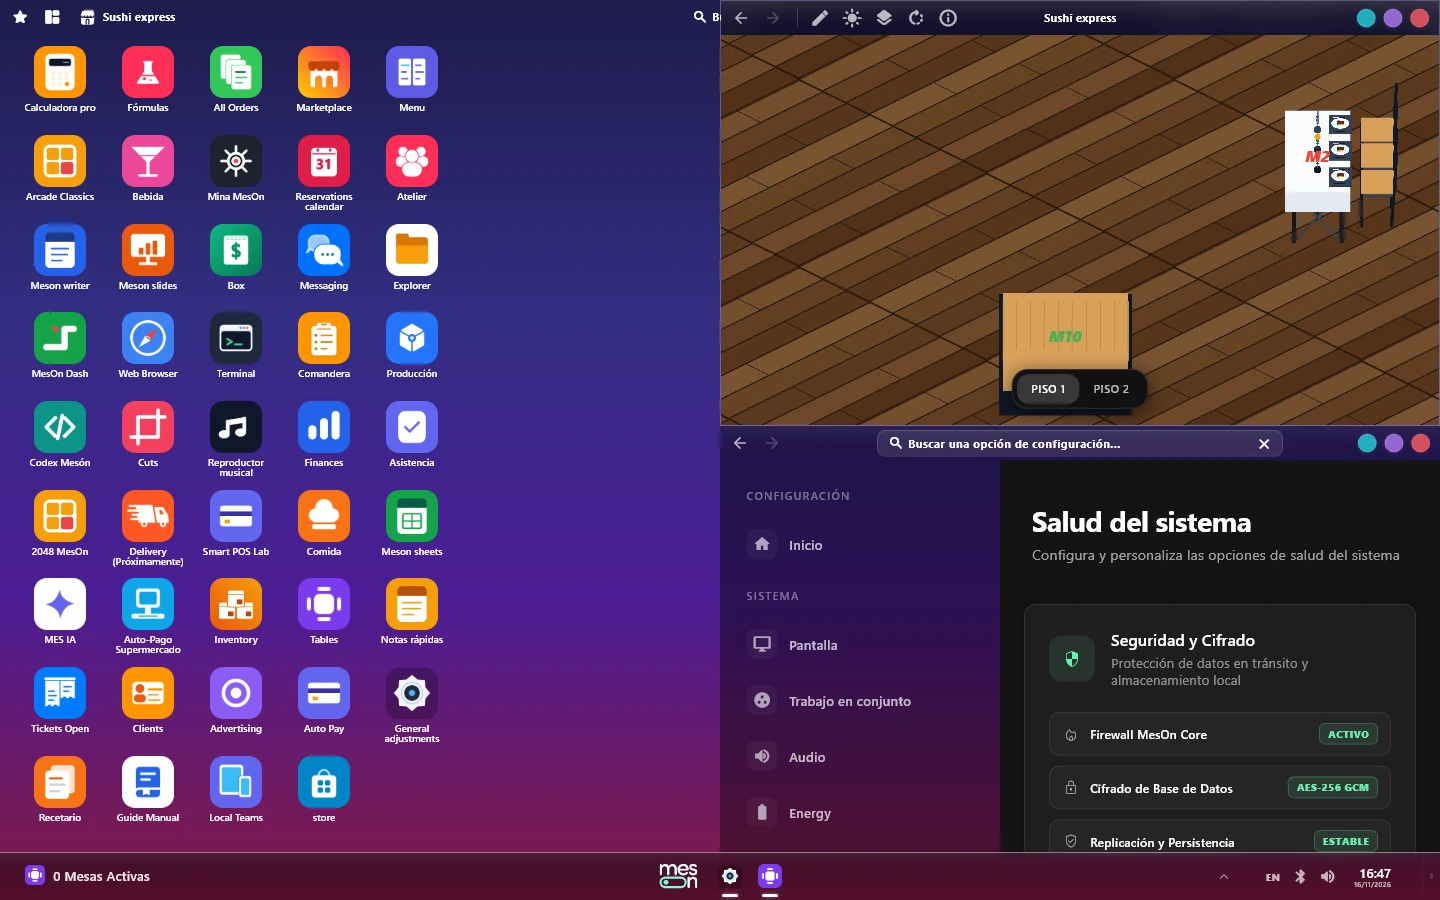 Sushi express
Calculadora pro
Fórmulas
All Orders
Marketplace
Menu
Arcade Classics
Bebida
Mina MesOn
Reservations
calendar
Atelier
Meson writer
Meson slides
Box
Messaging
Explorer
MesOn Dash
Web Browser
Terminal
Comandera
Producción
Codex Mesón
Cuts
Reproductor
musical
Finances
Asistencia
2048 MesOn
Delivery
(Próximamente)
Smart POS Lab
Comida
Meson sheets
MES IA
Auto-Pago
Supermercado
Inventory
Tables
Notas rápidas
Tickets Open
Clients
Advertising
Auto Pay
General
adjustments
Recetario
Guide Manual
Local Teams
store
Sushi express
M2
M10
PISO 1
PISO 2
Buscar una opción de configuración...
CONFIGURACIÓN
Inicio
SISTEMA
Pantalla
Trabajo en conjunto
Audio
Energy
Salud del sistema
Configura y personaliza las opciones de salud del sistema
Seguridad y Cifrado
Protección de datos en tránsito y
almacenamiento local
Firewall MesOn Core
ACTIVO
Cifrado de Base de Datos
AES-256 GCM
Replicación y Persistencia
ESTABLE
0 Mesas Activas
mes
On
EN
16:47
16/11/2026